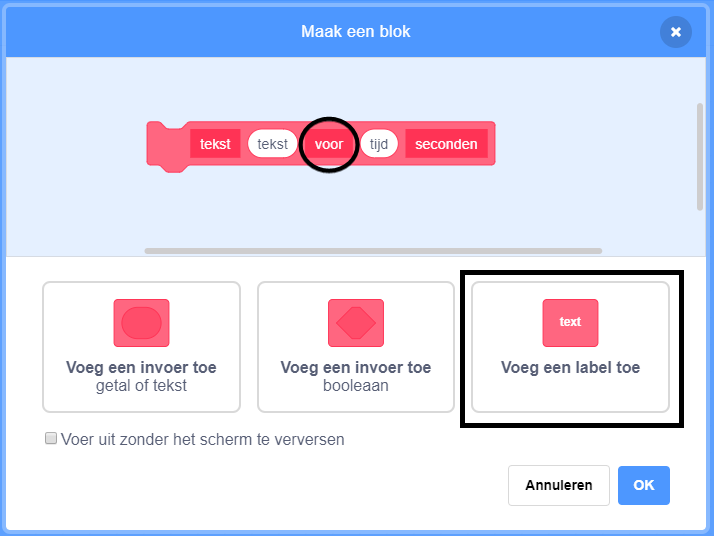 Maak een blok
tekst tekst voor tijd seconden
text
Voeg een invoer toe
getal of tekst
Voeg een invoer toe
booleaan
Voeg een label toe
Voer uit zonder het scherm te verversen
Annuleren OK